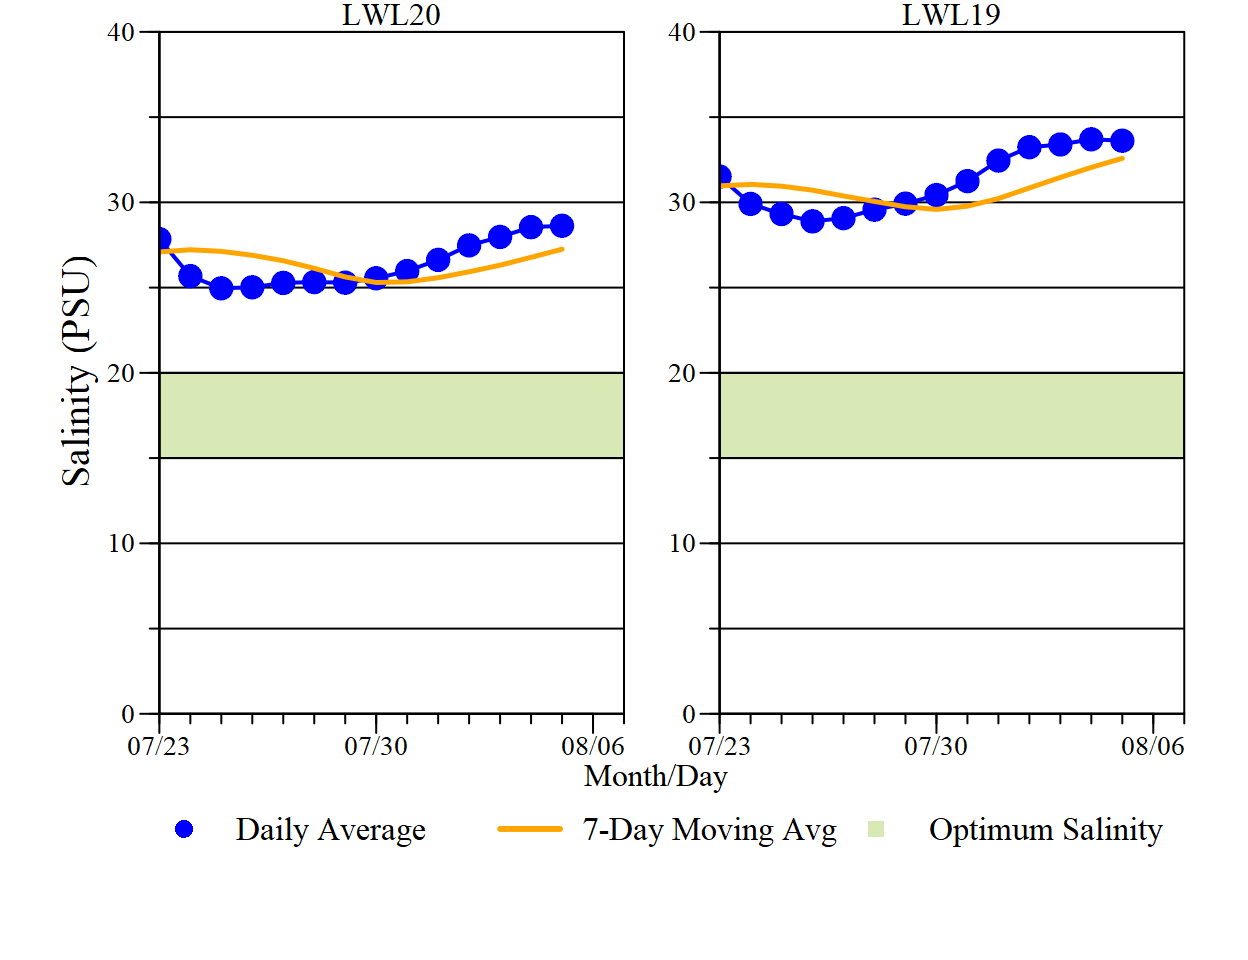 LWL20 LWL19
40 40
30 30
20 20
10 10
0 0
Salinity (PSU)
07/23 07/30 08/06 07/23 07/30 08/06
Month/Day
Daily Average 7-Day Moving Avg Optimum Salinity